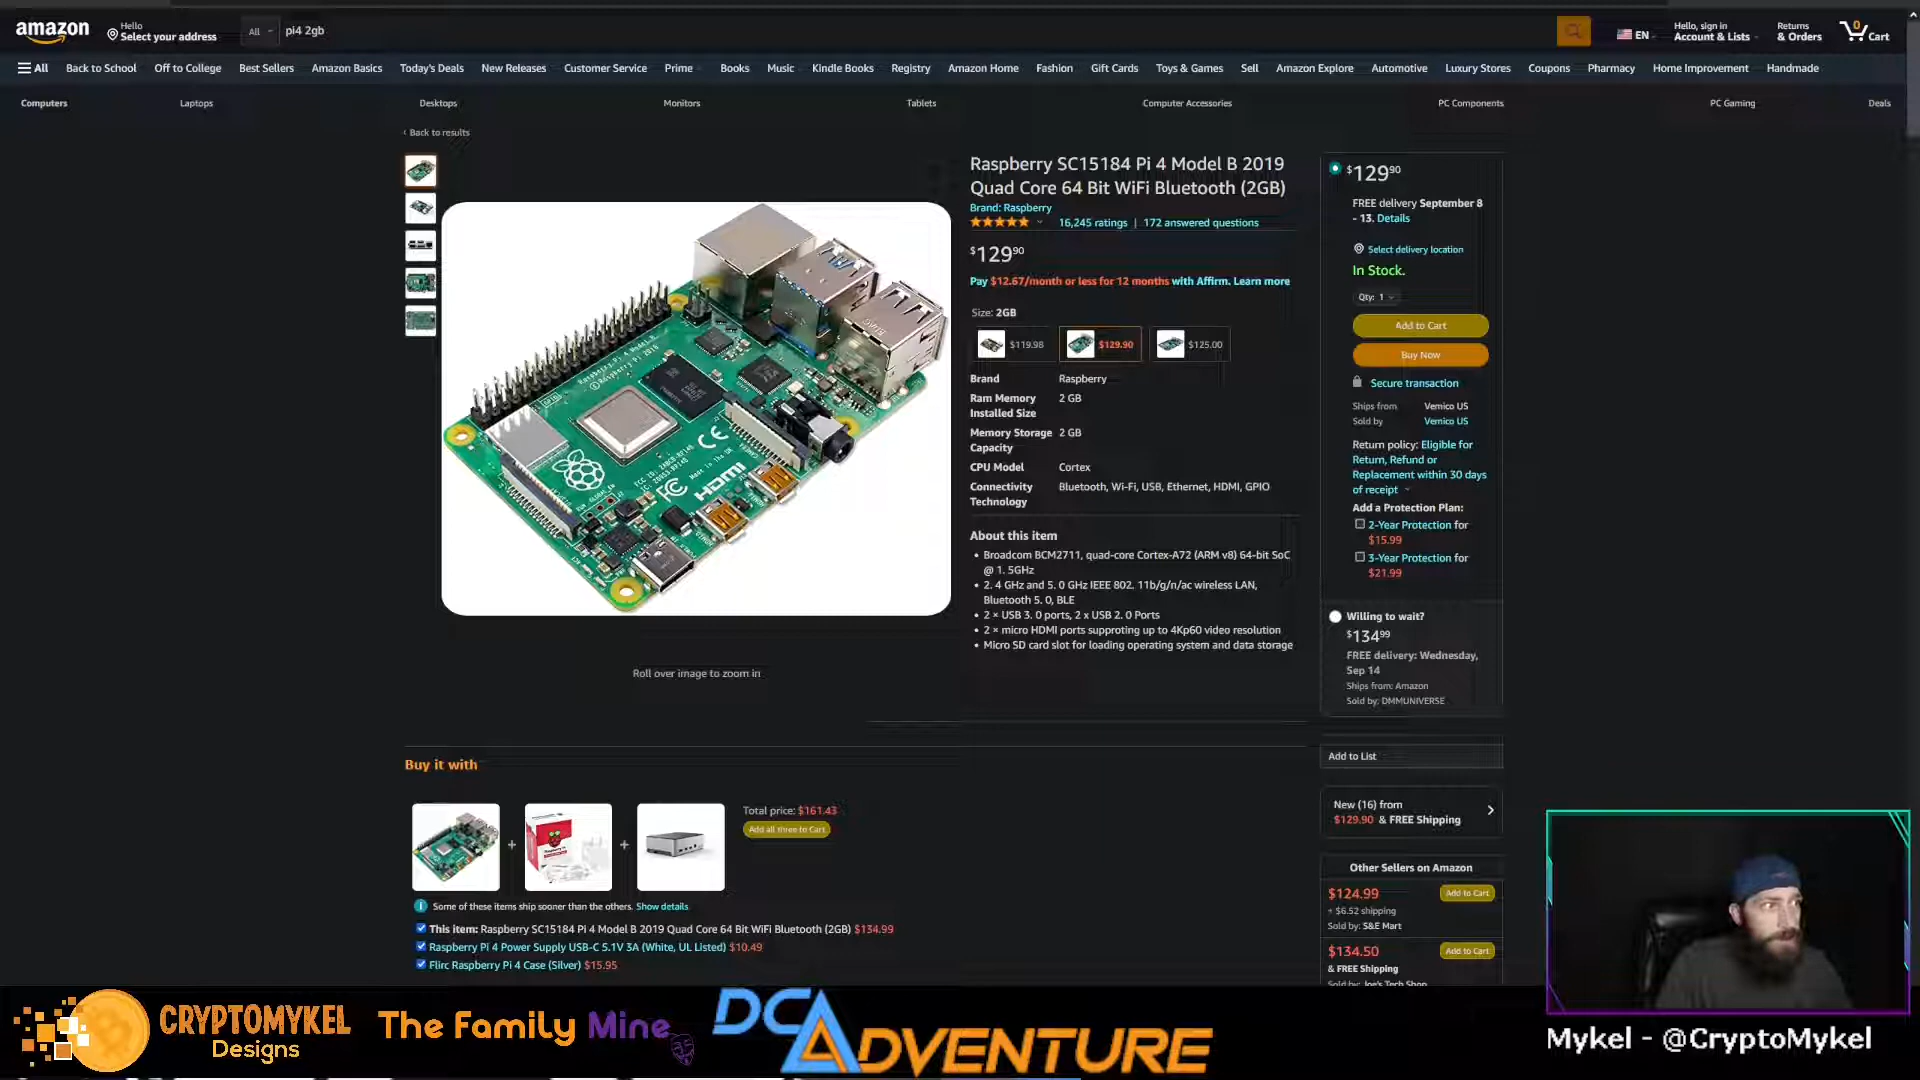 amazon
Hello
Select your address
All
pi4 2gb
EN
Hello, sign in
Account & Lists
Returns
& Orders
0
Cart
All
Back to School
Off to College
Best Sellers
Amazon Basics
Today's Deals
New Releases
Customer Service
Prime
Books
Music
Kindle Books
Registry
Amazon Home
Fashion
Gift Cards
Toys & Games
Sell
Amazon Explore
Automotive
Luxury Stores
Coupons
Pharmacy
Home Improvement
Handmade
Computers
Laptops
Desktops
Monitors
Tablets
Computer Accessories
PC Components
PC Gaming
Deals
‹ Back to results
Raspberry Pi 4 Model B
© Raspberry Pi 2018
HDMI
FC CE
Roll over image to zoom in
Raspberry SC15184 Pi 4 Model B 2019
Quad Core 64 Bit WiFi Bluetooth (2GB)
Brand: Raspberry
16,245 ratings | 172 answered questions
$12990
Pay $12.67/month or less for 12 months with Affirm. Learn more
Size: 2GB
$119.98
$129.90
$125.00
Brand Raspberry
Ram Memory 2 GB
Installed Size
Memory Storage 2 GB
Capacity
CPU Model Cortex
Connectivity Bluetooth, Wi-Fi, USB, Ethernet, HDMI, GPIO
Technology
About this item
• Broadcom BCM2711, quad-core Cortex-A72 (ARM v8) 64-bit SoC
@ 1. 5GHz
• 2. 4 GHz and 5. 0 GHz IEEE 802. 11b/g/n/ac wireless LAN,
Bluetooth 5. 0, BLE
• 2 × USB 3. 0 ports, 2 x USB 2. 0 Ports
• 2 × micro HDMI ports supproting up to 4Kp60 video resolution
• Micro SD card slot for loading operating system and data storage
$12990
FREE delivery September 8
- 13. Details
Select delivery location
In Stock.
Qty: 1
Add to Cart
Buy Now
Secure transaction
Ships from Vemico US
Sold by Vemico US
Return policy: Eligible for
Return, Refund or
Replacement within 30 days
of receipt
Add a Protection Plan:
2-Year Protection for
$15.99
3-Year Protection for
$21.99
Willing to wait?
$13499
FREE delivery: Wednesday,
Sep 14
Ships from: Amazon
Sold by: DMMUNIVERSE
Add to List
New (16) from
$129.90 & FREE Shipping
Other Sellers on Amazon
$124.99
Add to Cart
+ $6.52 shipping
Sold by: S&E Mart
$134.50
Add to Cart
& FREE Shipping
Sold by: Joe's Tech Shop
Buy it with
+
+
Total price: $161.43
Add all three to Cart
Some of these items ship sooner than the others. Show details
This item: Raspberry SC15184 Pi 4 Model B 2019 Quad Core 64 Bit WiFi Bluetooth (2GB) $134.99
Raspberry Pi 4 Power Supply USB-C 5.1V 3A (White, UL Listed) $10.49
Flirc Raspberry Pi 4 Case (Silver) $15.95
CRYPTOMYKEL
Designs
The Family Mine
DCADVENTURE
Mykel - @CryptoMykel